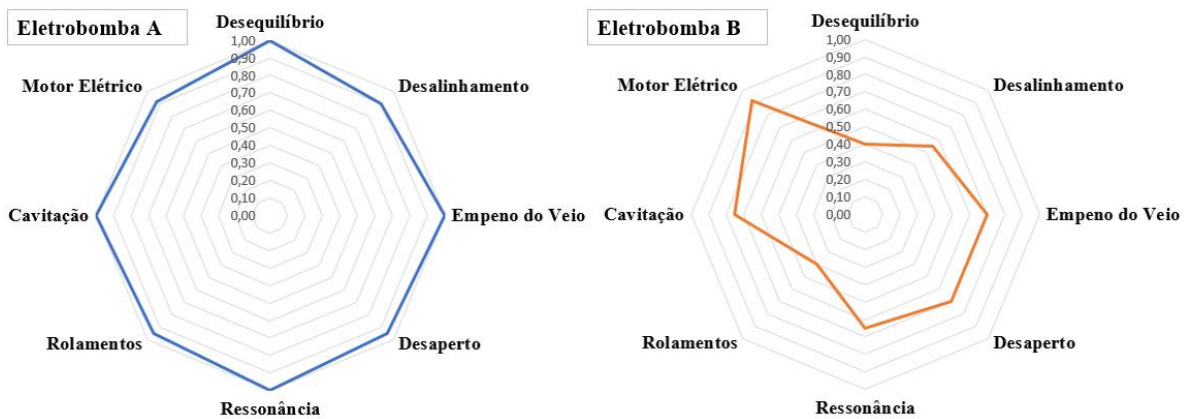 Eletrobomba A
Desequilíbrio
1,00
0,90
0,80
0,70
0,60
0,50
0,40
0,30
0,20
0,10
0,00
Desalinhamento
Empeno do Veio
Desaperto
Ressonância
Rolamentos
Cavitação
Motor Elétrico
Eletrobomba B
Desequilíbrio
1,00
0,90
0,80
0,70
0,60
0,50
0,40
0,30
0,20
0,10
0,00
Desalinhamento
Empeno do Veio
Desaperto
Ressonância
Rolamentos
Cavitação
Motor Elétrico